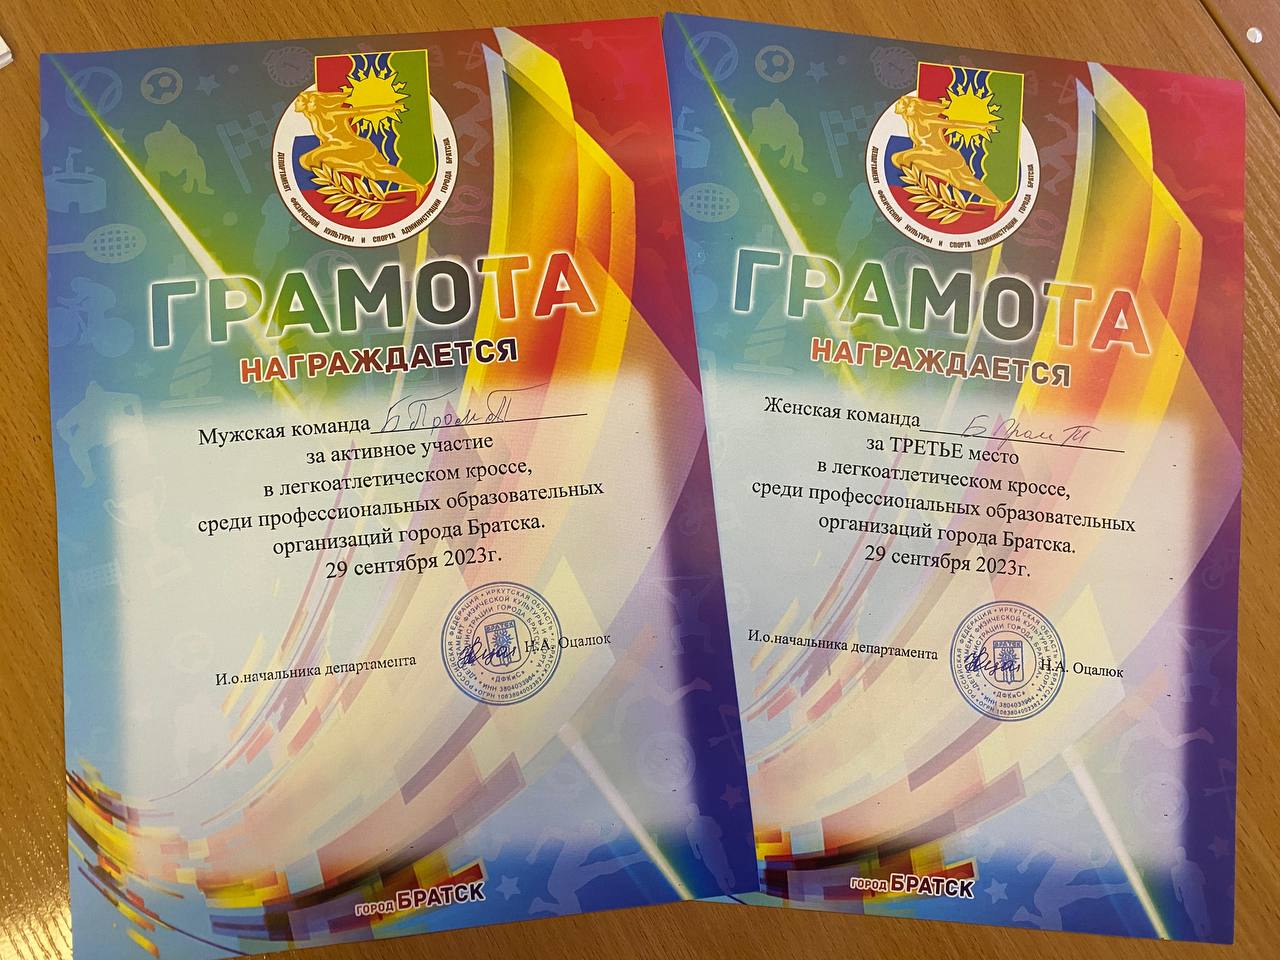 ДЕПАРТАМЕНТ ФИЗИЧЕСКОЙ КУЛЬТУРЫ И СПОРТА АДМИНИСТРАЦИИ ГОРОДА БРАТСКА
ГРАМОТА
НАГРАЖДАЕТСЯ
Мужская команда БПромТ
за активное участие
в легкоатлетическом кроссе,
среди профессиональных образовательных
организаций города Братска.
29 сентября 2023г.
И.о.начальника департамента Н.А. Оцалюк
ГОРОД БРАТСК
ДЕПАРТАМЕНТ ФИЗИЧЕСКОЙ КУЛЬТУРЫ И СПОРТА АДМИНИСТРАЦИИ ГОРОДА БРАТСКА
ГРАМОТА
НАГРАЖДАЕТСЯ
Женская команда БПромТ
за ТРЕТЬЕ место
в легкоатлетическом кроссе,
среди профессиональных образовательных
организаций города Братска.
29 сентября 2023г.
И.о.начальника департамента Н.А. Оцалюк
ГОРОД БРАТСК